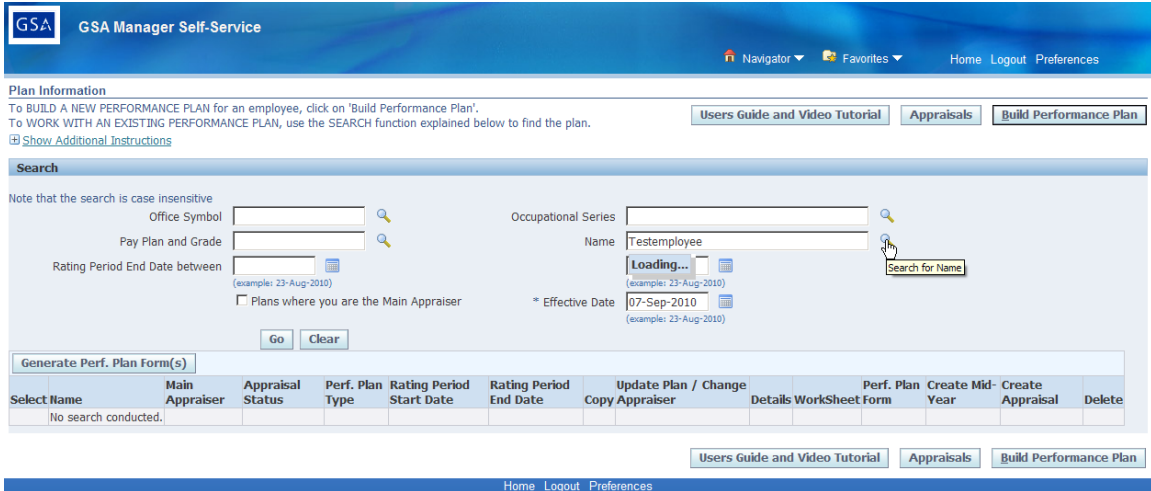 GSA
GSA Manager Self-Service
Navigator Favorites Home Logout Preferences
Plan Information
To BUILD A NEW PERFORMANCE PLAN for an employee, click on 'Build Performance Plan'.
To WORK WITH AN EXISTING PERFORMANCE PLAN, use the SEARCH function explained below to find the plan.
Users Guide and Video Tutorial Appraisals Build Performance Plan
Show Additional Instructions
Search
Note that the search is case insensitive
Office Symbol Occupational Series
Pay Plan and Grade Name Testemployee
Search for Name
Rating Period End Date between Loading...
(example: 23-Aug-2010) (example: 23-Aug-2010)
Plans where you are the Main Appraiser * Effective Date 07-Sep-2010
(example: 23-Aug-2010)
Go Clear
Generate Perf. Plan Form(s)
Select Name Main Appraiser Appraisal Status Perf. Plan Type Rating Period Start Date Rating Period End Date Copy Update Plan / Change Appraiser Details WorkSheet Perf. Plan Form Create Mid-Year Create Appraisal Delete
No search conducted.
Users Guide and Video Tutorial Appraisals Build Performance Plan
Home Logout Preferences